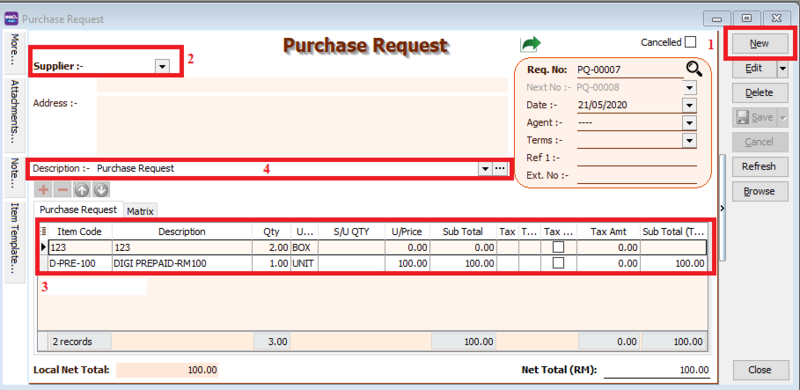 Purchase Request
Purchase Request
Cancelled
1
New
2
Supplier :-
Address :-
Req. No: PQ-00007
Next No :- PQ-00008
Date :- 21/05/2020
Agent :- ----
Terms :-
Ref 1 :-
Ext. No :-
Edit
Delete
Save
Cancel
Refresh
Browse
More...
Attachments...
Note...
Item Template...
Description :- Purchase Request 4
Purchase Request Matrix
Item Code Description Qty U... S/U QTY U/Price Sub Total Tax T... Tax ... Tax Amt Sub Total (T...
123 123 2.00 BOX 0.00 0.00 0.00
D-PRE-100 DIGI PREPAID-RM100 1.00 UNIT 100.00 100.00 0.00 100.00
3
2 records 3.00 100.00 0.00 100.00
Local Net Total: 100.00 Net Total (RM): 100.00
Close